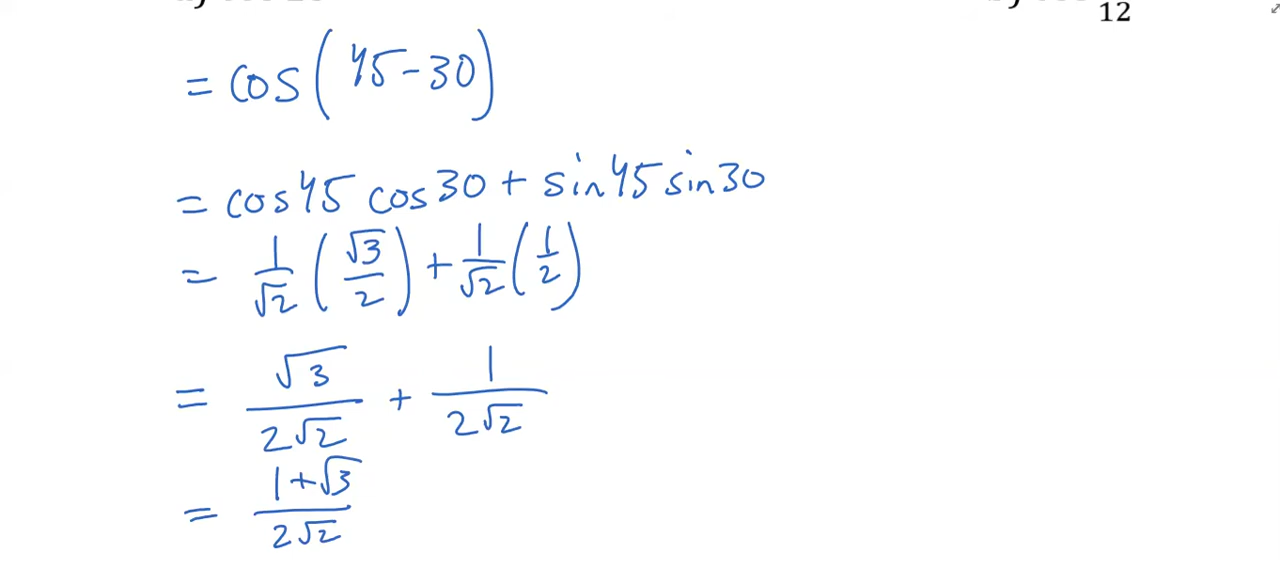 12
= cos(45-30)
= cos45 cos30 + sin45 sin30
= 1/√2 (√3/2) + 1/√2 (1/2)
= √3/2√2 + 1/2√2
= 1+√3/2√2